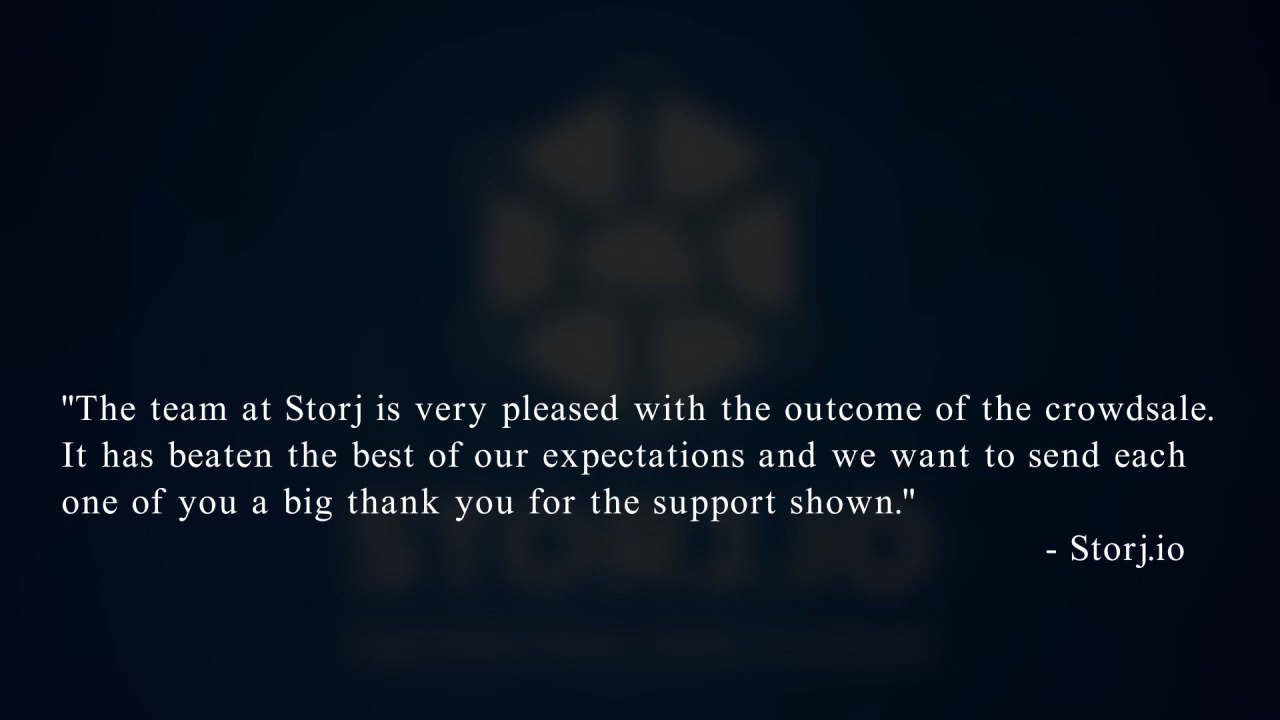 "The team at Storj is very pleased with the outcome of the crowdsale.
It has beaten the best of our expectations and we want to send each
one of you a big thank you for the support shown."
- Storj.io